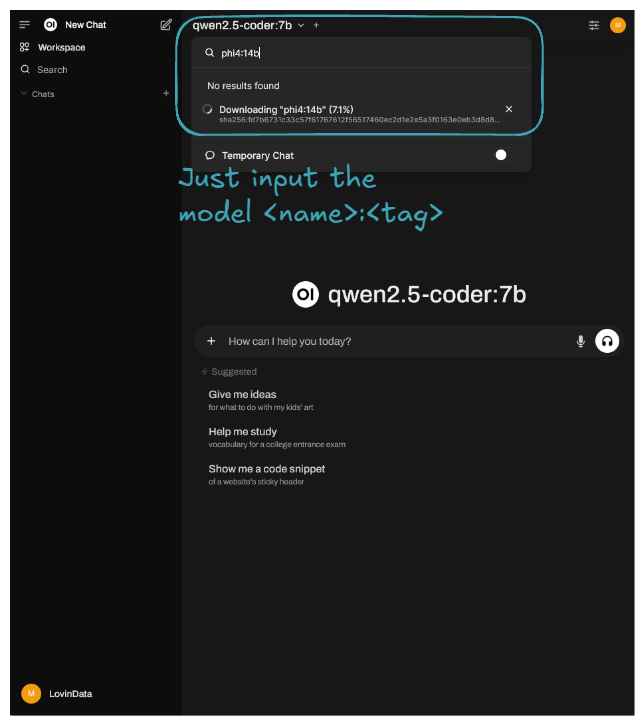 OI New Chat
Workspace
Search
Chats +
qwen2.5-coder:7b +
M
phi4:14b
No results found
Downloading "phi4:14b" (7.1%)
sha256:fd7b6731c33c57f61767612f56517460ec2d1e2e5a3f0163e0eb3d8d8...
Temporary Chat
Just input the
model <name>:<tag>
OI qwen2.5-coder:7b
+ How can I help you today?
Suggested
Give me ideas
for what to do with my kids' art
Help me study
vocabulary for a college entrance exam
Show me a code snippet
of a website's sticky header
M LovinData